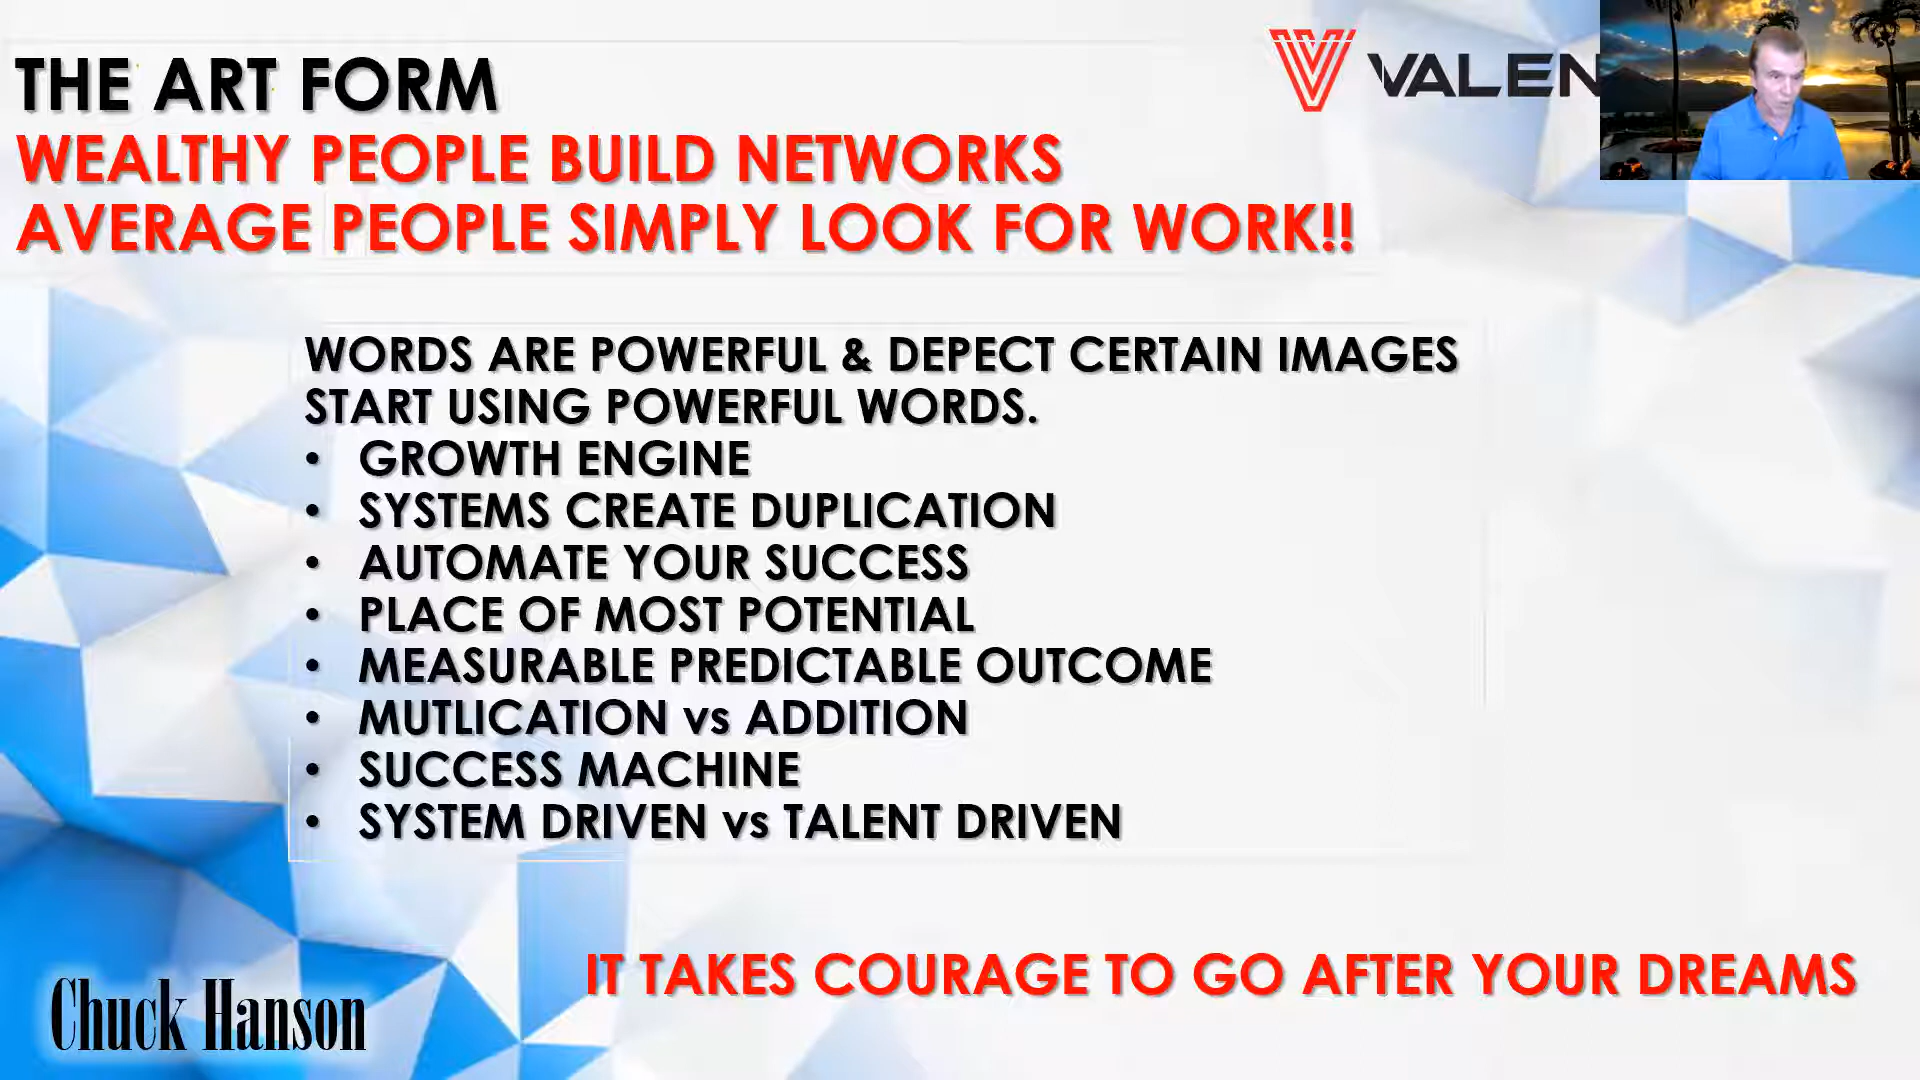 THE ART FORM
VALEN
WEALTHY PEOPLE BUILD NETWORKS
AVERAGE PEOPLE SIMPLY LOOK FOR WORK!!
WORDS ARE POWERFUL & DEPECT CERTAIN IMAGES
START USING POWERFUL WORDS.
• GROWTH ENGINE
• SYSTEMS CREATE DUPLICATION
• AUTOMATE YOUR SUCCESS
• PLACE OF MOST POTENTIAL
• MEASURABLE PREDICTABLE OUTCOME
• MUTLICATION vs ADDITION
• SUCCESS MACHINE
• SYSTEM DRIVEN vs TALENT DRIVEN
IT TAKES COURAGE TO GO AFTER YOUR DREAMS
Chuck Hanson